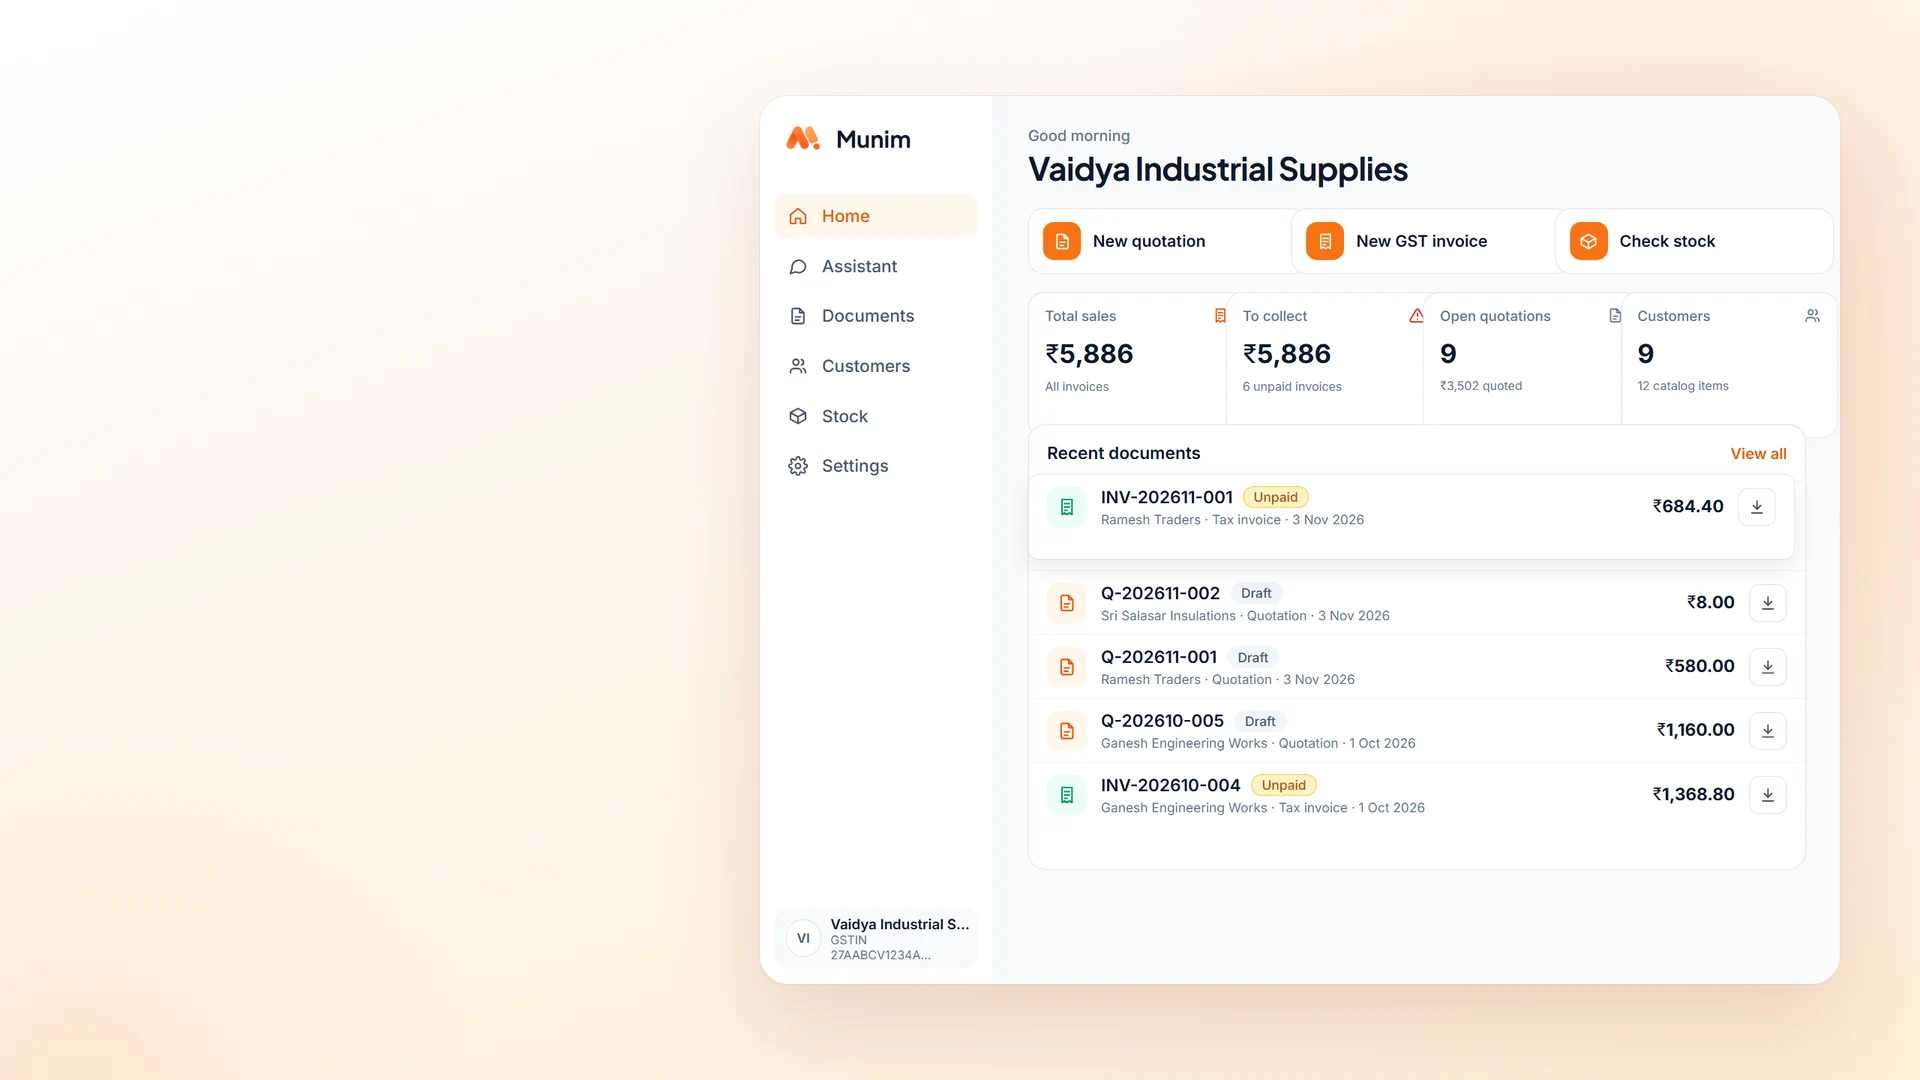 Munim
Home
Assistant
Documents
Customers
Stock
Settings
Vaidya Industrial S...
VI
GSTIN
27AABCV1234A...
Good morning
Vaidya Industrial Supplies
New quotation
New GST invoice
Check stock
Total sales
₹5,886
All invoices
To collect
₹5,886
6 unpaid invoices
Open quotations
9
₹3,502 quoted
Customers
9
12 catalog items
Recent documents
View all
INV-202611-001 Unpaid
Ramesh Traders · Tax invoice · 3 Nov 2026
₹684.40
Q-202611-002 Draft
Sri Salasar Insulations · Quotation · 3 Nov 2026
₹8.00
Q-202611-001 Draft
Ramesh Traders · Quotation · 3 Nov 2026
₹580.00
Q-202610-005 Draft
Ganesh Engineering Works · Quotation · 1 Oct 2026
₹1,160.00
INV-202610-004 Unpaid
Ganesh Engineering Works · Tax invoice · 1 Oct 2026
₹1,368.80